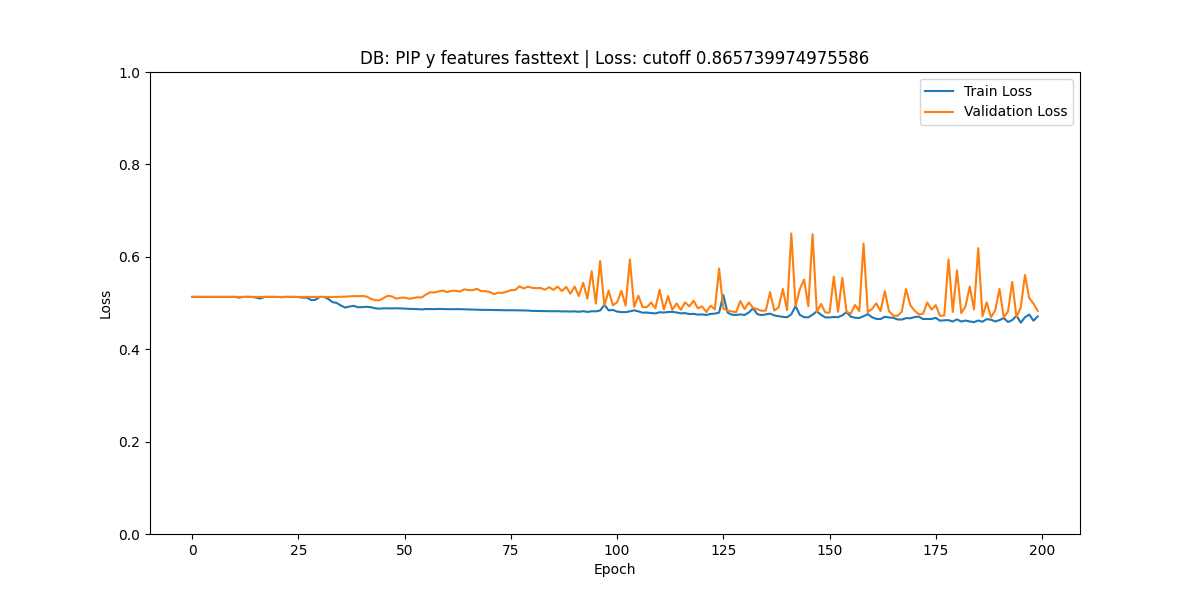 DB: PIP y features fasttext | Loss: cutoff 0.865739974975586
Train Loss
Validation Loss
1.0
0.8
0.6
0.4
0.2
0.0
Loss
0 25 50 75 100 125 150 175 200
Epoch